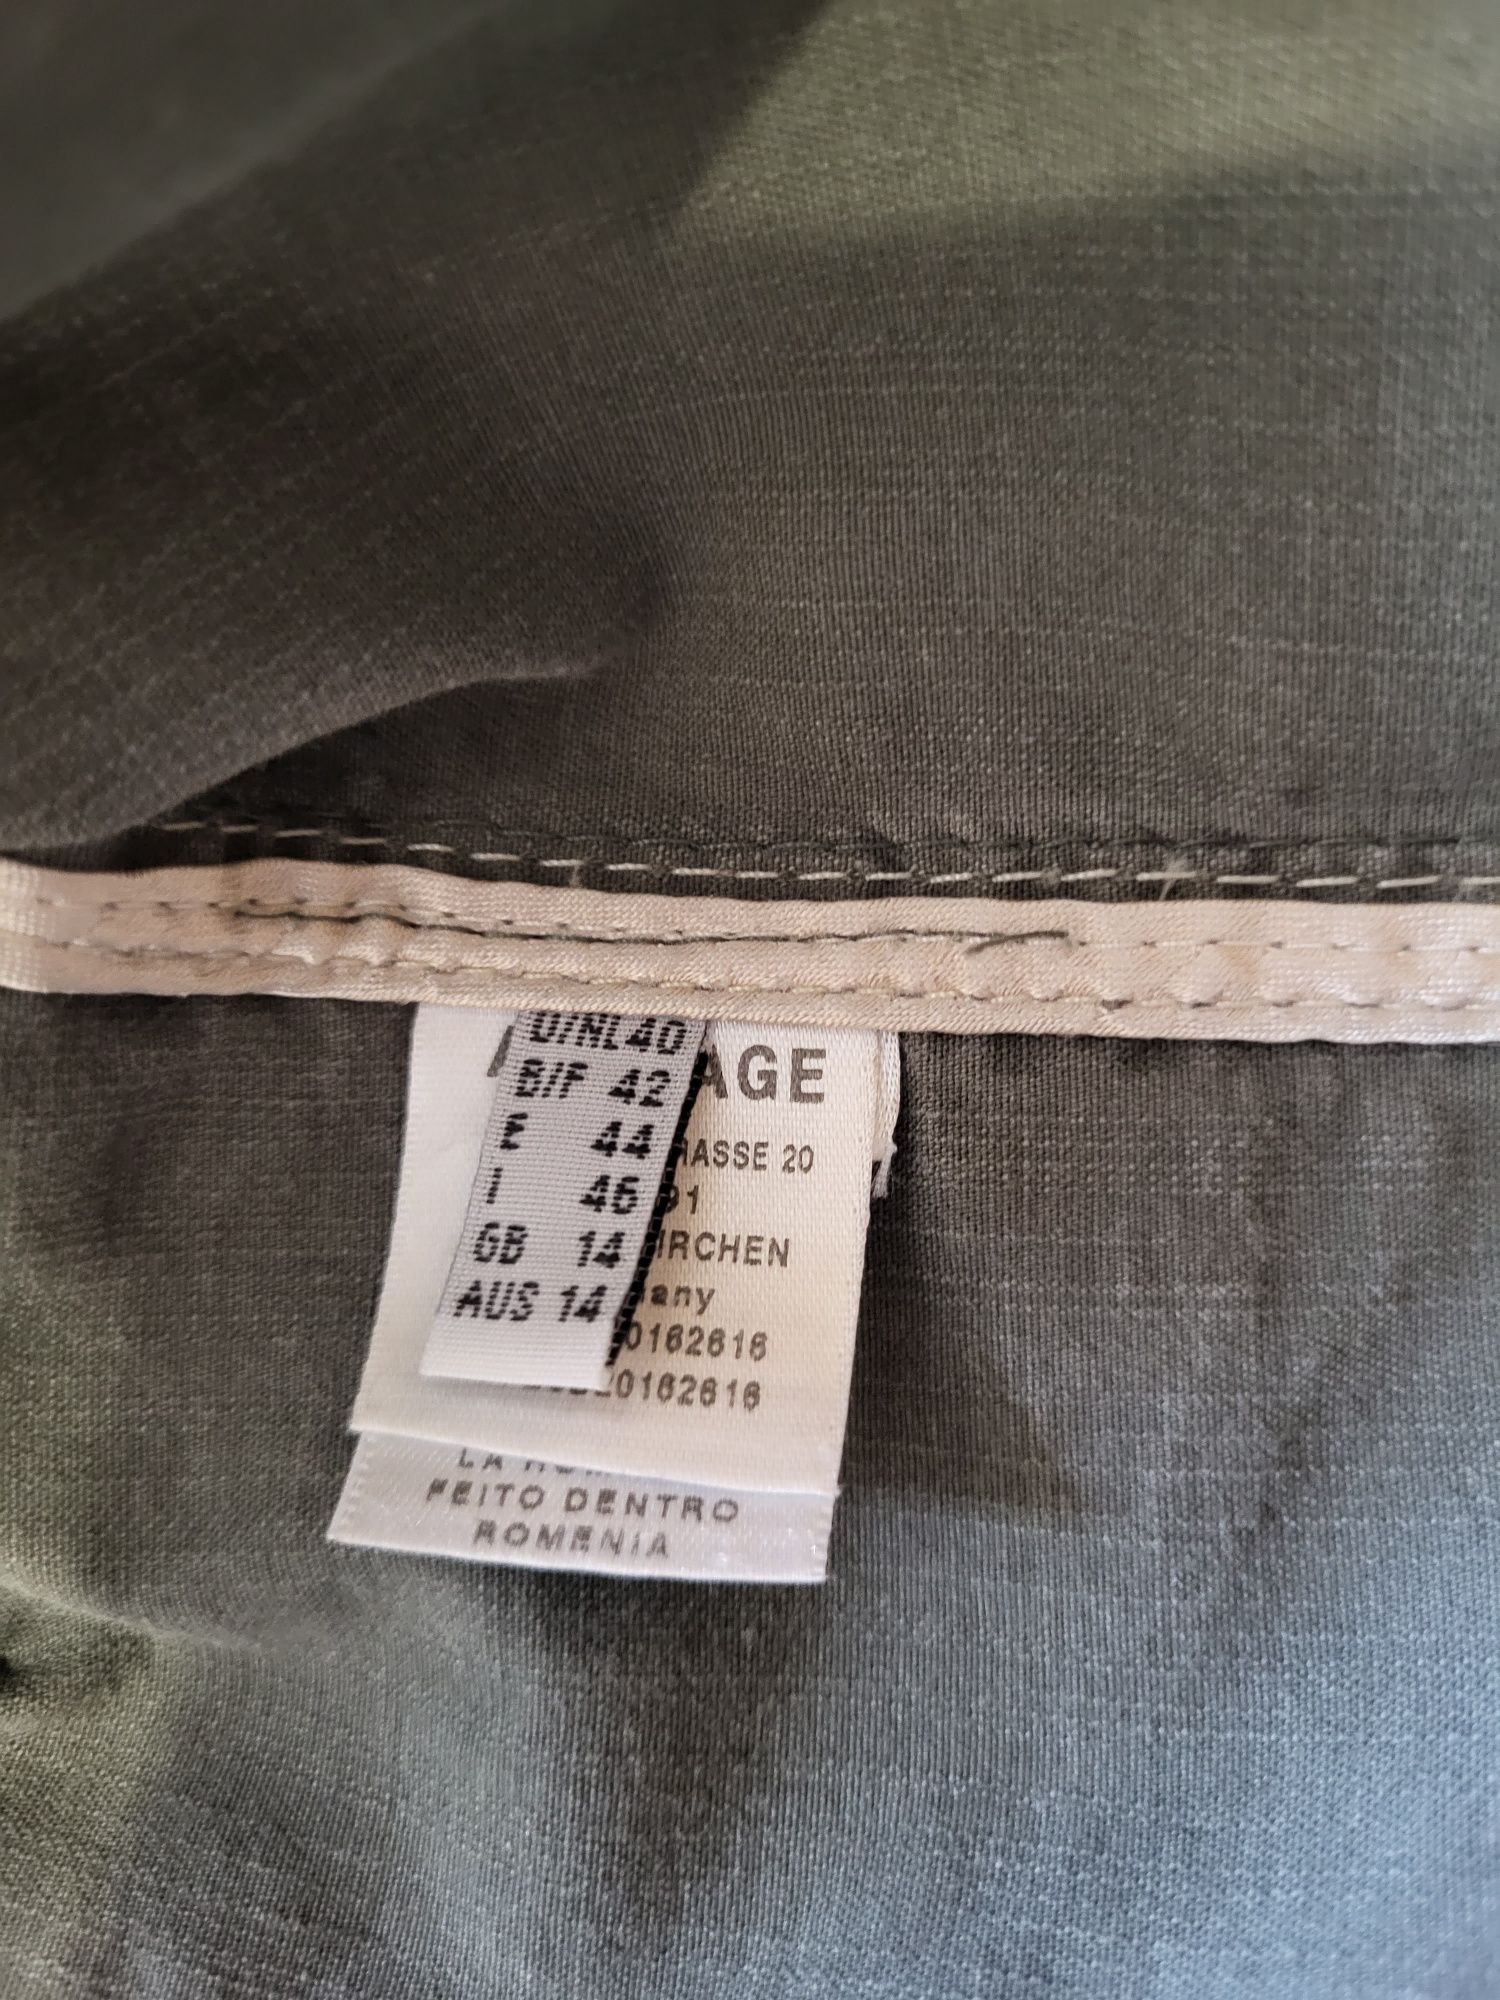 D/NL 40
B/F 42
44
I 46
GB 14
AUS 14
AGE
RASSE 20
91
IRCHEN
any
0162616
20162616
FEITO DENTRO
ROMENIA